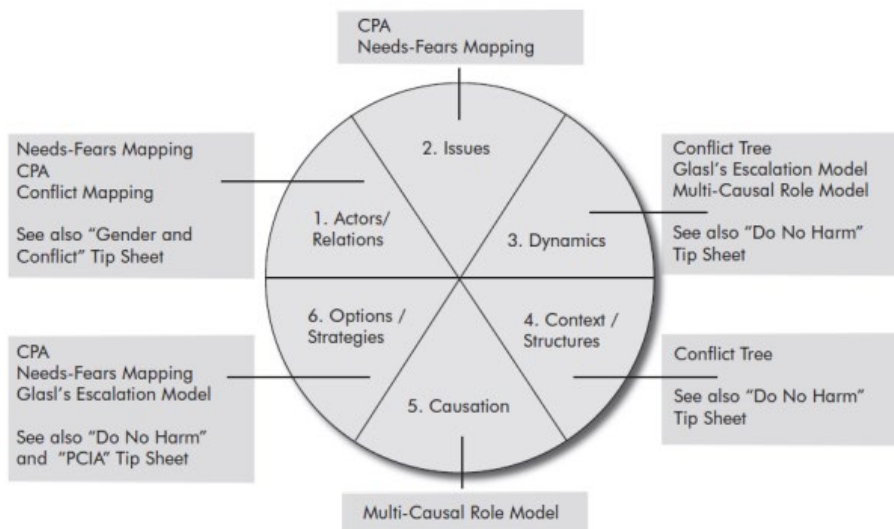 CPA
Needs-Fears Mapping
2. Issues
Needs-Fears Mapping
CPA
Conflict Mapping
See also “Gender and
Conflict” Tip Sheet
1. Actors/
Relations
Conflict Tree
Glasl’s Escalation Model
Multi-Causal Role Model
See also “Do No Harm”
Tip Sheet
3. Dynamics
6. Options /
Strategies
4. Context /
Structures
CPA
Needs-Fears Mapping
Glasl’s Escalation Model
See also “Do No Harm”
and “PCIA” Tip Sheet
Conflict Tree
See also “Do No Harm”
Tip Sheet
5. Causation
Multi-Causal Role Model